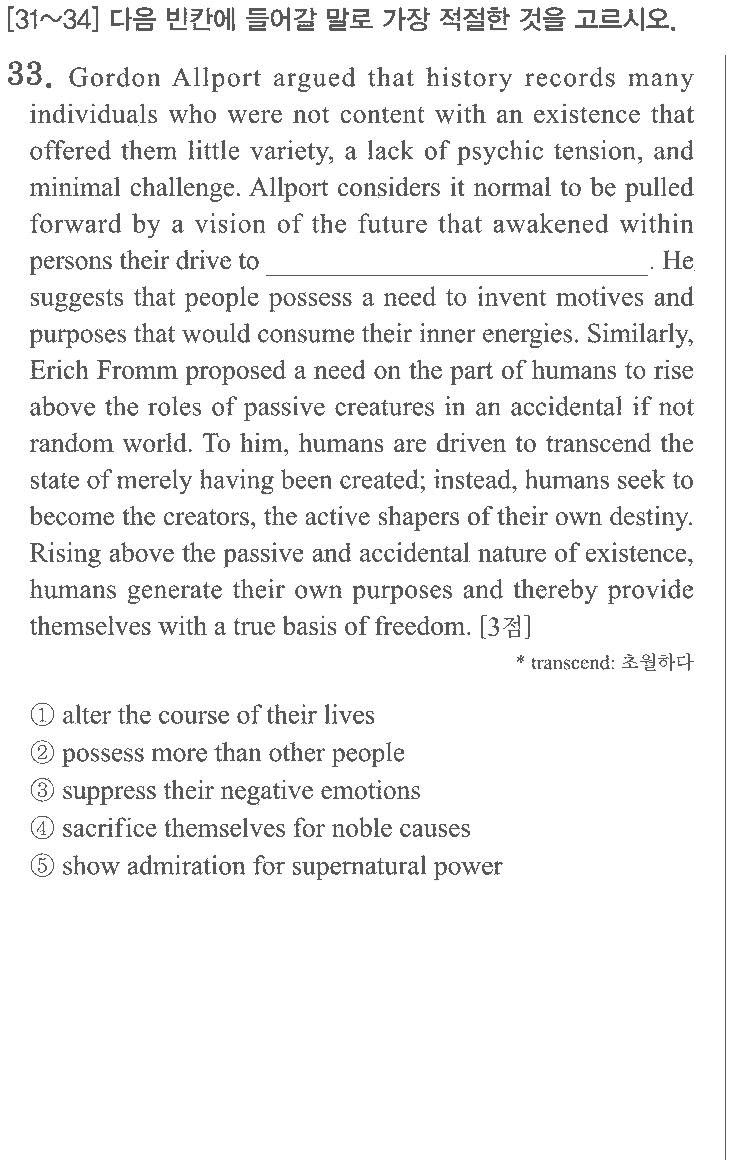 [31~34] 다음 빈칸에 들어갈 말로 가장 적절한 것을 고르시오.
33. Gordon Allport argued that history records many
individuals who were not content with an existence that
offered them little variety, a lack of psychic tension, and
minimal challenge. Allport considers it normal to be pulled
forward by a vision of the future that awakened within
persons their drive to ____________________. He
suggests that people possess a need to invent motives and
purposes that would consume their inner energies. Similarly,
Erich Fromm proposed a need on the part of humans to rise
above the roles of passive creatures in an accidental if not
random world. To him, humans are driven to transcend the
state of merely having been created; instead, humans seek to
become the creators, the active shapers of their own destiny.
Rising above the passive and accidental nature of existence,
humans generate their own purposes and thereby provide
themselves with a true basis of freedom. [3점]
* transcend: 초월하다
① alter the course of their lives
② possess more than other people
③ suppress their negative emotions
④ sacrifice themselves for noble causes
⑤ show admiration for supernatural power